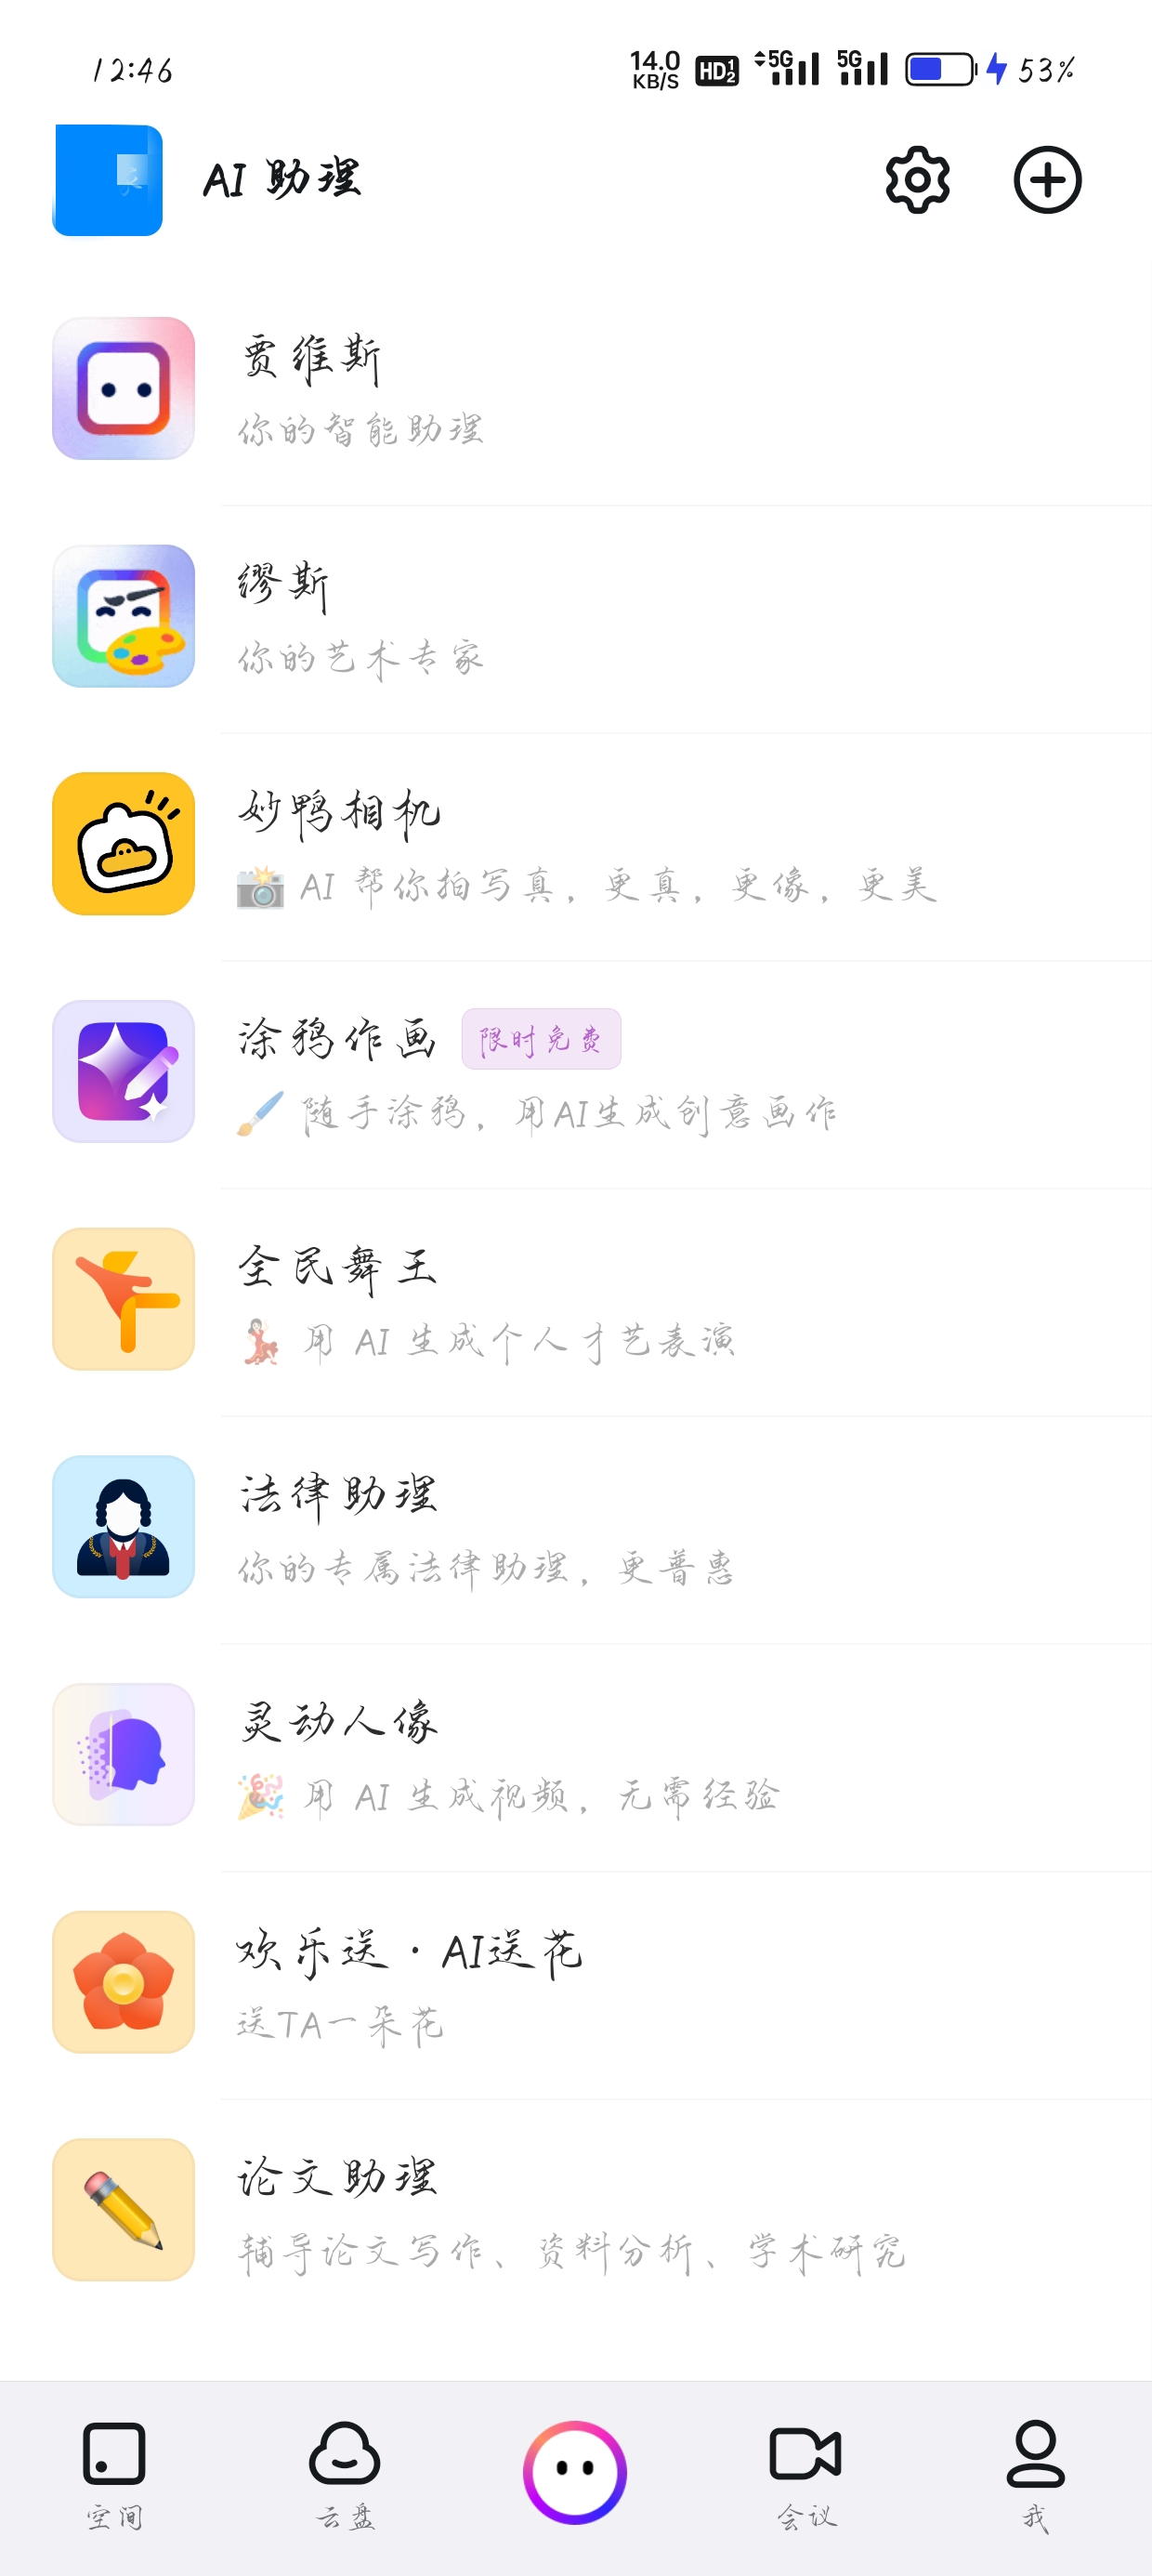 12:46
14.0 KB/S HD 1 2 5G 5G 53%
AI 助理
贾维斯
你的智能助理
缪斯
你的艺术专家
妙鸭相机
📸 AI 帮你拍写真，更真，更像，更美
涂鸦作画 限时免费
🖌️ 随手涂鸦，用AI生成创意画作
全民舞王
💃 用 AI 生成个人才艺表演
法律助理
你的专属法律助理，更普惠
灵动人像
🎉 用 AI 生成视频，无需经验
欢乐送·AI送花
送TA一朵花
论文助理
辅导论文写作、资料分析、学术研究
空间 云盘 会议 我